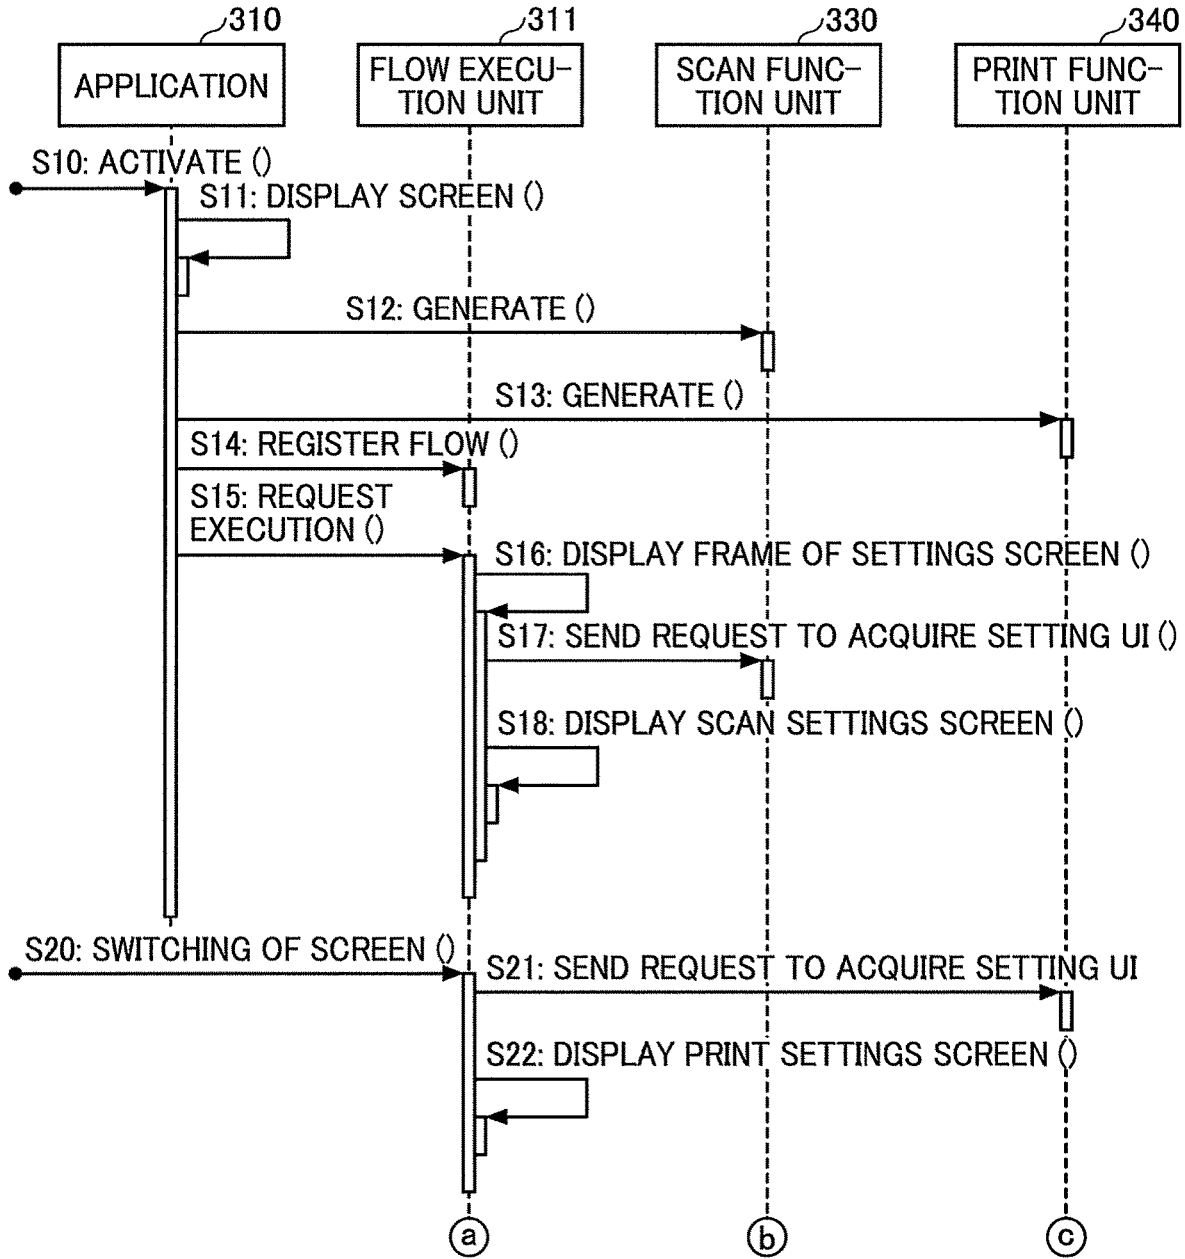 310
311
330
340
APPLICATION
FLOW EXECU-
TION UNIT
SCAN FUNC-
TION UNIT
PRINT FUNC-
TION UNIT
S10: ACTIVATE ()
S11: DISPLAY SCREEN ()
S12: GENERATE ()
S13: GENERATE ()
S14: REGISTER FLOW ()
S15: REQUEST
EXECUTION ()
S16: DISPLAY FRAME OF SETTINGS SCREEN ()
S17: SEND REQUEST TO ACQUIRE SETTING UI ()
S18: DISPLAY SCAN SETTINGS SCREEN ()
S20: SWITCHING OF SCREEN ()
S21: SEND REQUEST TO ACQUIRE SETTING UI
S22: DISPLAY PRINT SETTINGS SCREEN ()
a
b
c